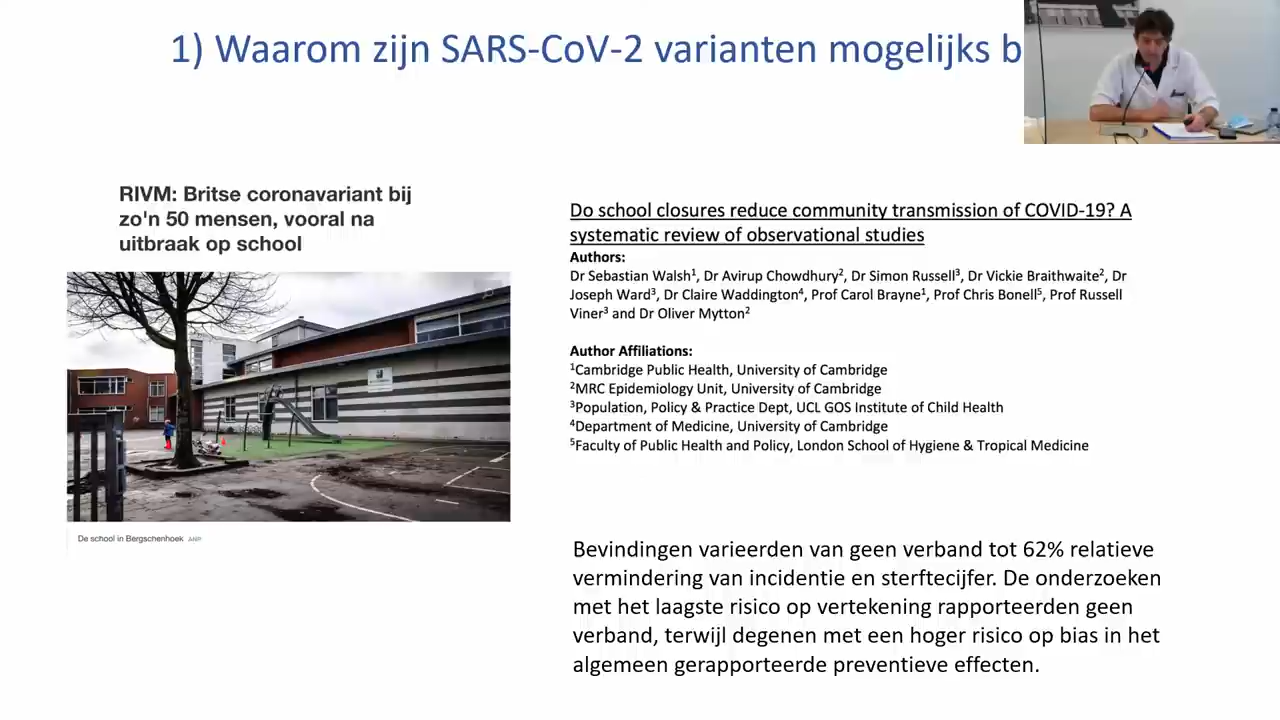 1) Waarom zijn SARS-CoV-2 varianten mogelijks b
RIVM: Britse coronavariant bij
zo'n 50 mensen, vooral na
uitbraak op school
De school in Bergschenhoek ANP
Do school closures reduce community transmission of COVID-19? A
systematic review of observational studies
Authors:
Dr Sebastian Walsh¹, Dr Avirup Chowdhury², Dr Simon Russell³, Dr Vickie Braithwaite², Dr
Joseph Ward³, Dr Claire Waddington⁴, Prof Carol Brayne¹, Prof Chris Bonell⁵, Prof Russell
Viner³ and Dr Oliver Mytton²
Author Affiliations:
¹Cambridge Public Health, University of Cambridge
²MRC Epidemiology Unit, University of Cambridge
³Population, Policy & Practice Dept, UCL GOS Institute of Child Health
⁴Department of Medicine, University of Cambridge
⁵Faculty of Public Health and Policy, London School of Hygiene & Tropical Medicine
Bevindingen varieerden van geen verband tot 62% relatieve
vermindering van incidentie en sterftecijfer. De onderzoeken
met het laagste risico op vertekening rapporteerden geen
verband, terwijl degenen met een hoger risico op bias in het
algemeen gerapporteerde preventieve effecten.